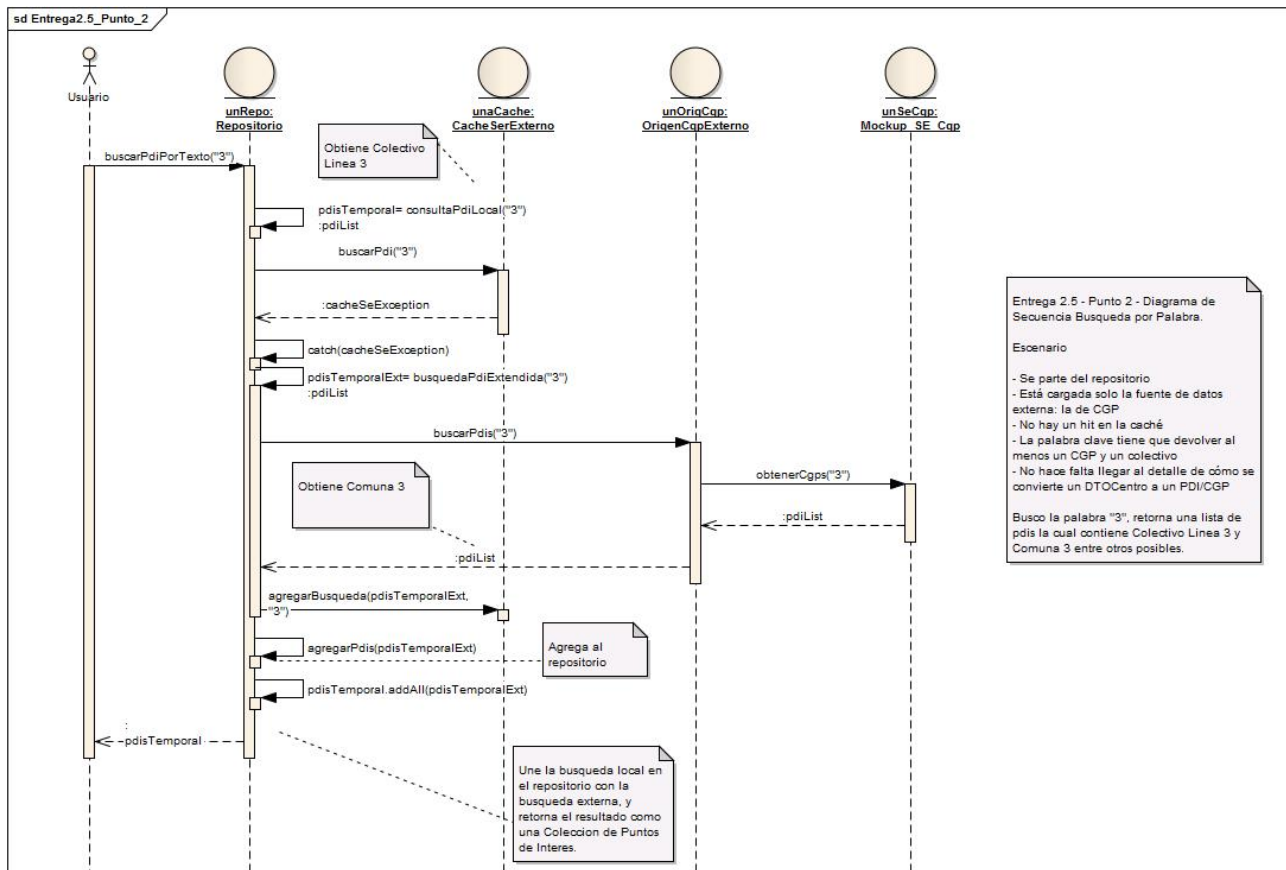 sd Entrega2.5_Punto_2
Usuario
unRepo:
Repositorio
unaCache:
CacheSerExterno
unOrigCgp:
OrigenCgpExterno
unSeCgp:
Mockup_SE_Cgp
Obtiene Colectivo
Linea 3
buscarPdiPorTexto("3")
pdisTemporal= consultaPdiLocal("3")
:pdiList
buscarPdi("3")
:cacheSeException
catch(cacheSeException)
pdisTemporalExt= busquedaPdiExtendida("3")
:pdiList
buscarPdis("3")
obtenerCgps("3")
Obtiene Comuna 3
:pdiList
:pdiList
agregarBusqueda(pdisTemporalExt,
"3")
agregarPdis(pdisTemporalExt)
Agrega al
repositorio
pdisTemporal.addAll(pdisTemporalExt)
:
pdisTemporal
Une la busqueda local en
el repositorio con la
busqueda externa, y
retorna el resultado como
una Coleccion de Puntos
de Interes.
Entrega 2.5 - Punto 2 - Diagrama de
Secuencia Busqueda por Palabra.
Escenario
- Se parte del repositorio
- Está cargada solo la fuente de datos
externa: la de CGP
- No hay un hit en la caché
- La palabra clave tiene que devolver al
menos un CGP y un colectivo
- No hace falta llegar al detalle de cómo se
convierte un DTOCentro a un PDI/CGP
Busco la palabra "3", retorna una lista de
pdis la cual contiene Colectivo Linea 3 y
Comuna 3 entre otros posibles.